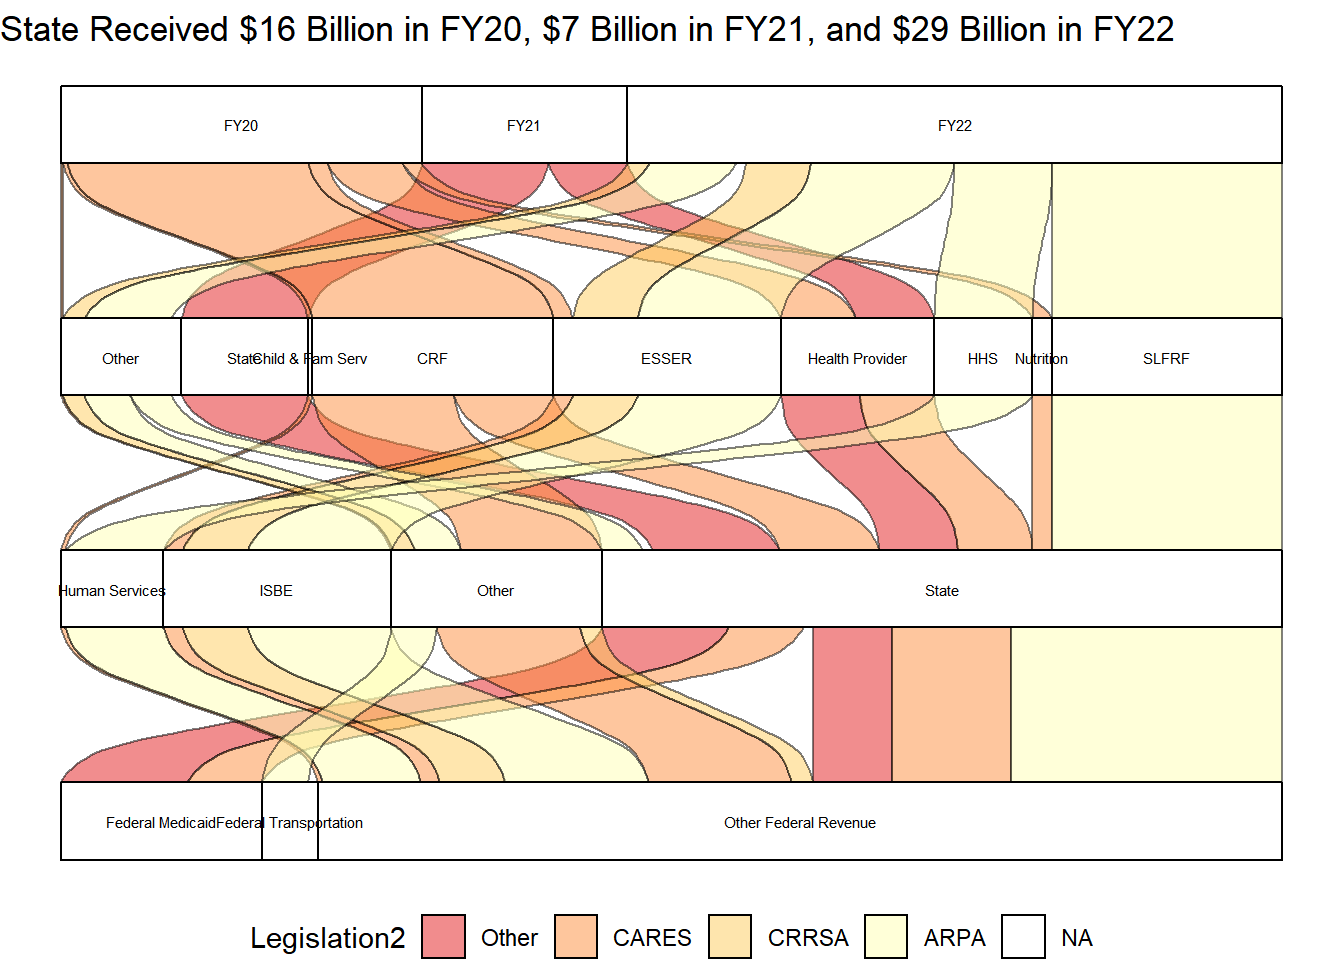 State Received $16 Billion in FY20, $7 Billion in FY21, and $29 Billion in FY22
FY20 FY21 FY22
Other State Child & Fam Serv CRF ESSER Health Provider HHS Nutrition SLFRF
Human Services ISBE Other State
Federal Medicaid Federal Transportation Other Federal Revenue
Legislation2 Other CARES CRRSA ARPA NA